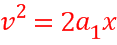 v² = 2a₁x